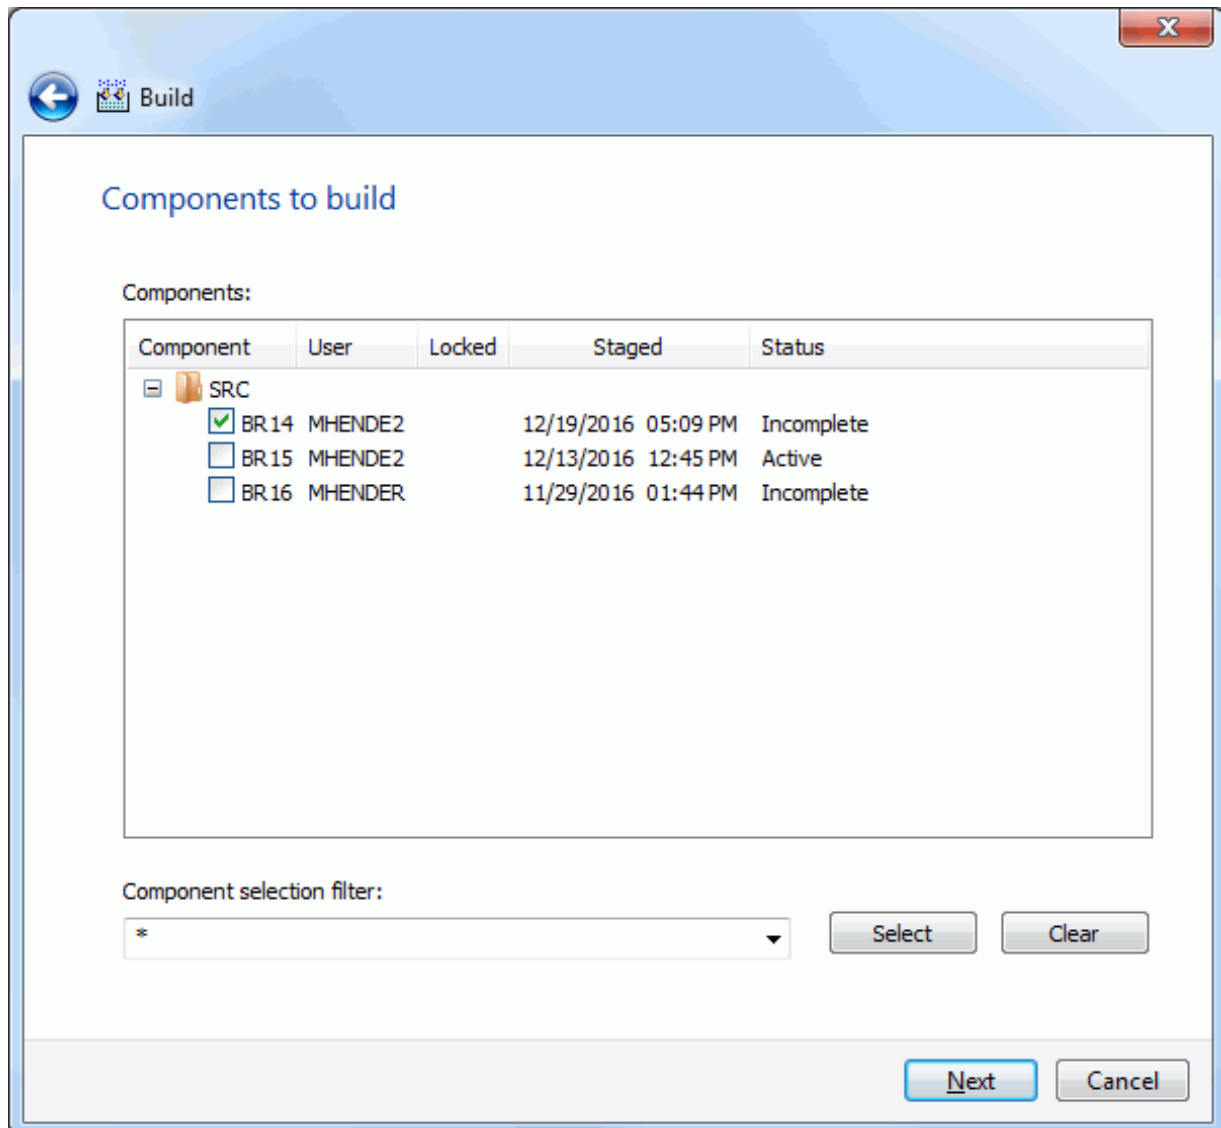 Build
Components to build
Components:
Component User Locked Staged Status
SRC
BR14 MHENDE2 12/19/2016 05:09 PM Incomplete
BR15 MHENDE2 12/13/2016 12:45 PM Active
BR16 MHENDER 11/29/2016 01:44 PM Incomplete
Component selection filter:
* Select Clear
Next Cancel